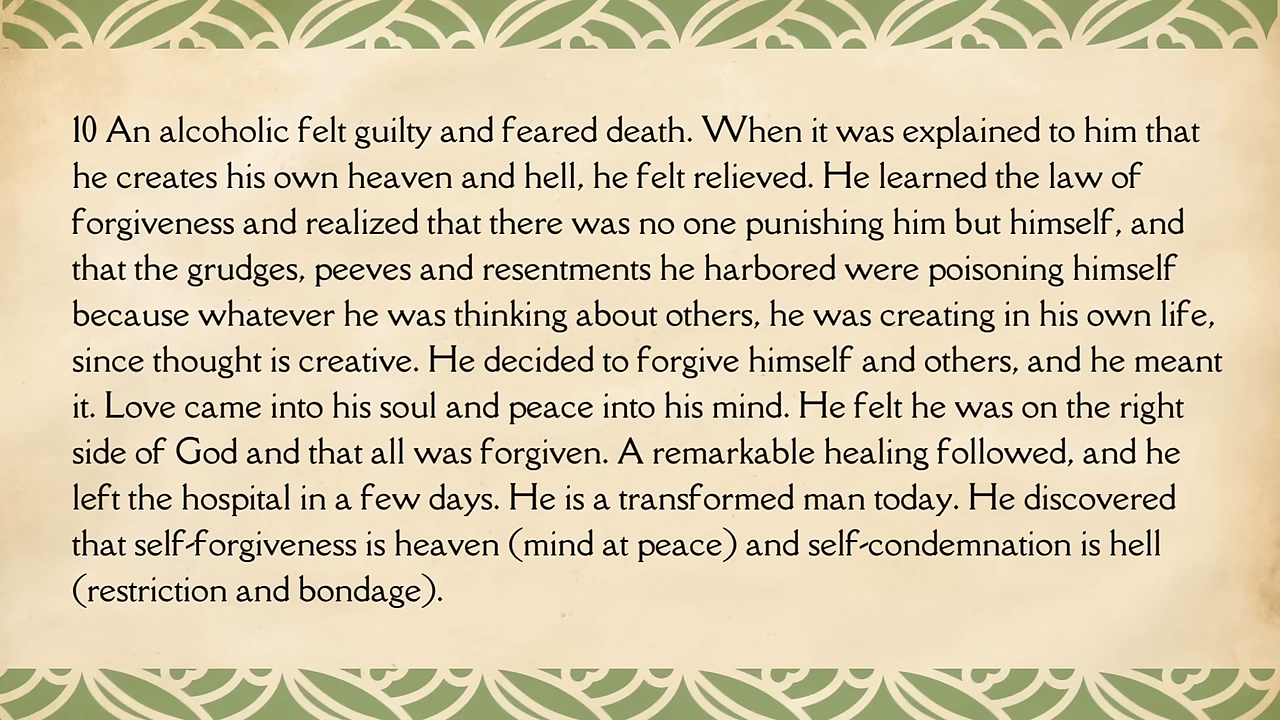 10 An alcoholic felt guilty and feared death. When it was explained to him that
he creates his own heaven and hell, he felt relieved. He learned the law of
forgiveness and realized that there was no one punishing him but himself, and
that the grudges, peeves and resentments he harbored were poisoning himself
because whatever he was thinking about others, he was creating in his own life,
since thought is creative. He decided to forgive himself and others, and he meant
it. Love came into his soul and peace into his mind. He felt he was on the right
side of God and that all was forgiven. A remarkable healing followed, and he
left the hospital in a few days. He is a transformed man today. He discovered
that self-forgiveness is heaven (mind at peace) and self-condemnation is hell
(restriction and bondage).